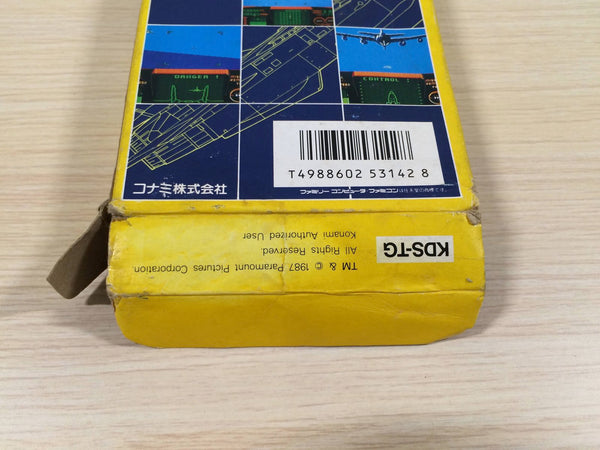 DANGER
CONTROL
T4988602 53142 8
コナミ株式会社
ファミリー コンピュータ ファミコン
KDS-TG
TM & © 1987 Paramount Pictures Corporation
All Rights Reserved.
Konami Authorized User